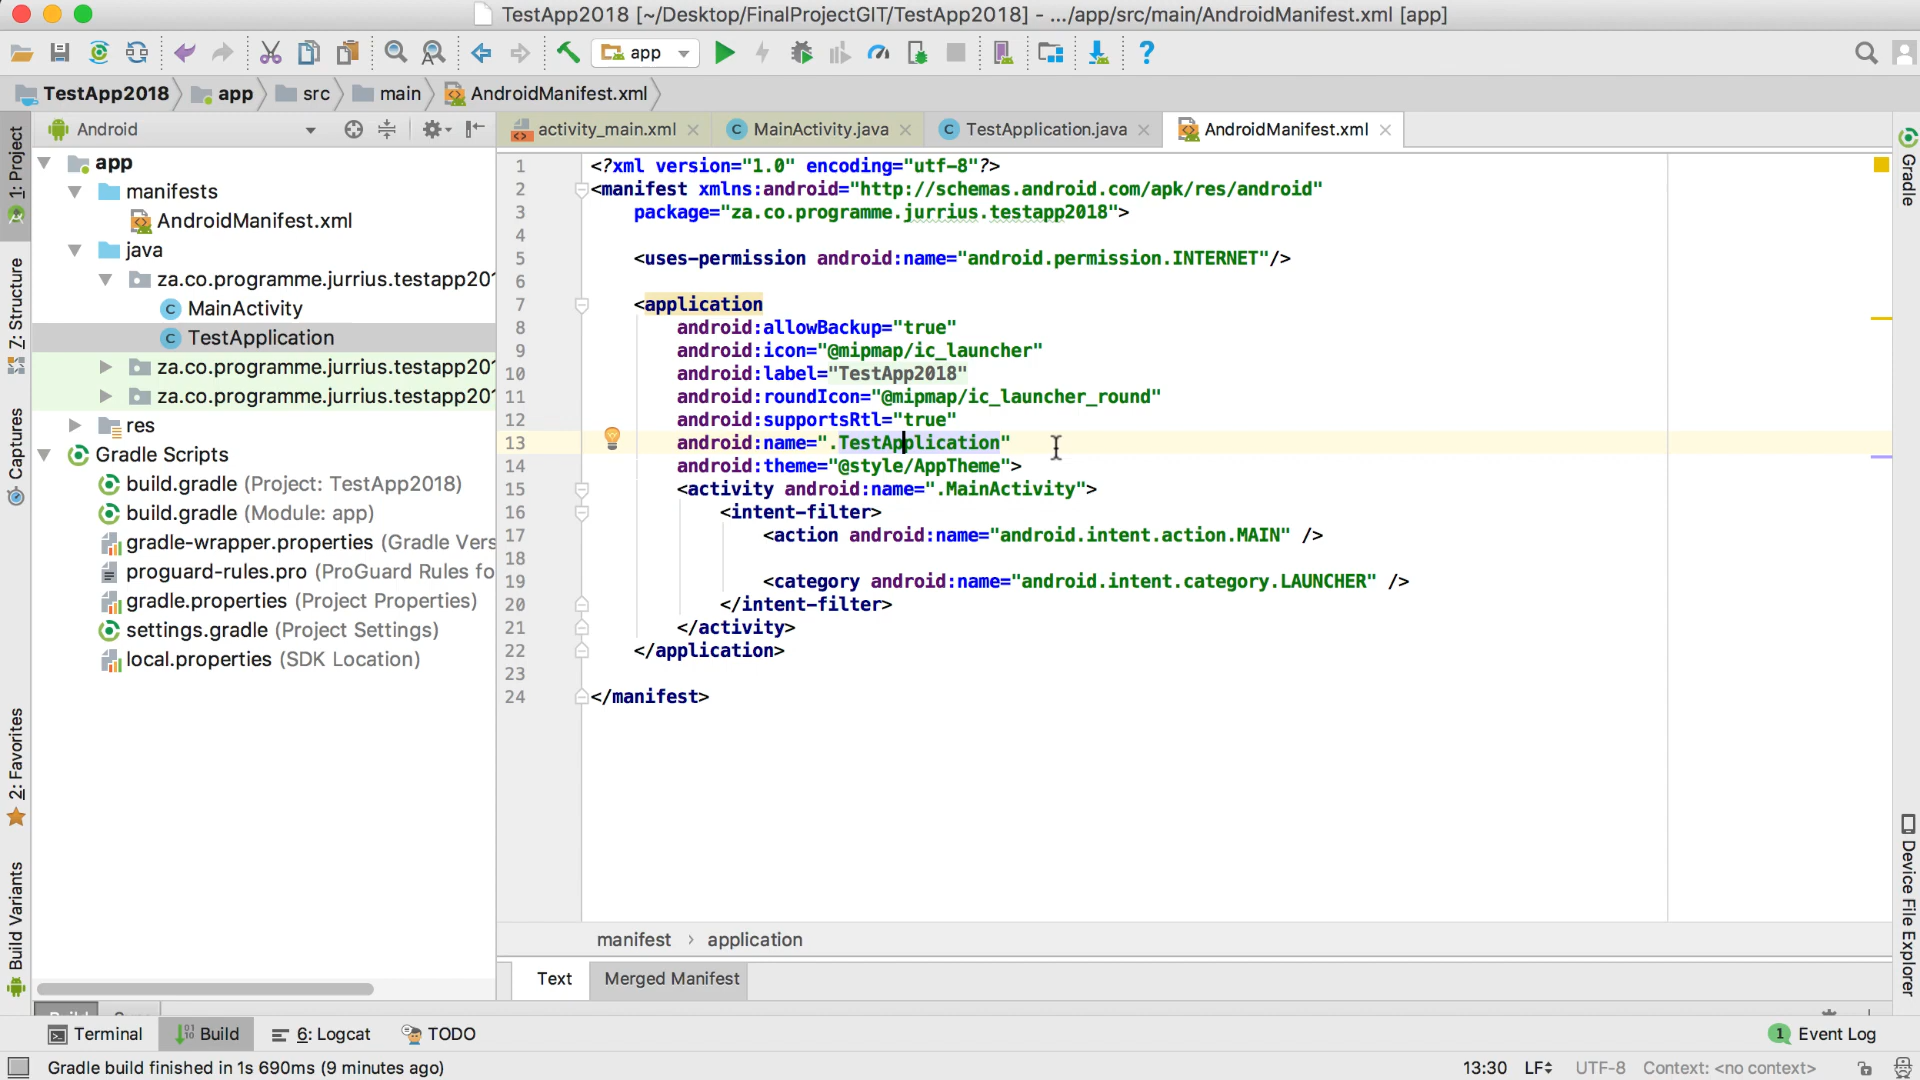 TestApp2018 [~/Desktop/FinalProjectGIT/TestApp2018] - .../app/src/main/AndroidManifest.xml [app]
app
TestApp2018 app src main AndroidManifest.xml
Android
activity_main.xml MainActivity.java TestApplication.java AndroidManifest.xml
1: Project
Z: Structure
Captures
2: Favorites
Build Variants
app
manifests
AndroidManifest.xml
java
za.co.programme.jurrius.testapp20
MainActivity
TestApplication
za.co.programme.jurrius.testapp20
za.co.programme.jurrius.testapp20
res
Gradle Scripts
build.gradle (Project: TestApp2018)
build.gradle (Module: app)
gradle-wrapper.properties (Gradle Vers
proguard-rules.pro (ProGuard Rules fo
gradle.properties (Project Properties)
settings.gradle (Project Settings)
local.properties (SDK Location)
1 <?xml version="1.0" encoding="utf-8"?>
2 <manifest xmlns:android="http://schemas.android.com/apk/res/android"
3 package="za.co.programme.jurrius.testapp2018">
4
5 <uses-permission android:name="android.permission.INTERNET"/>
6
7 <application
8 android:allowBackup="true"
9 android:icon="@mipmap/ic_launcher"
10 android:label="TestApp2018"
11 android:roundIcon="@mipmap/ic_launcher_round"
12 android:supportsRtl="true"
13 android:name=".TestApplication"
14 android:theme="@style/AppTheme">
15 <activity android:name=".MainActivity">
16 <intent-filter>
17 <action android:name="android.intent.action.MAIN" />
18
19 <category android:name="android.intent.category.LAUNCHER" />
20 </intent-filter>
21 </activity>
22 </application>
23
24 </manifest>
manifest › application
Text Merged Manifest
Gradle
Device File Explorer
Terminal Build 6: Logcat TODO 1 Event Log
Gradle build finished in 1s 690ms (9 minutes ago) 13:30 LF UTF-8 Context: <no context>